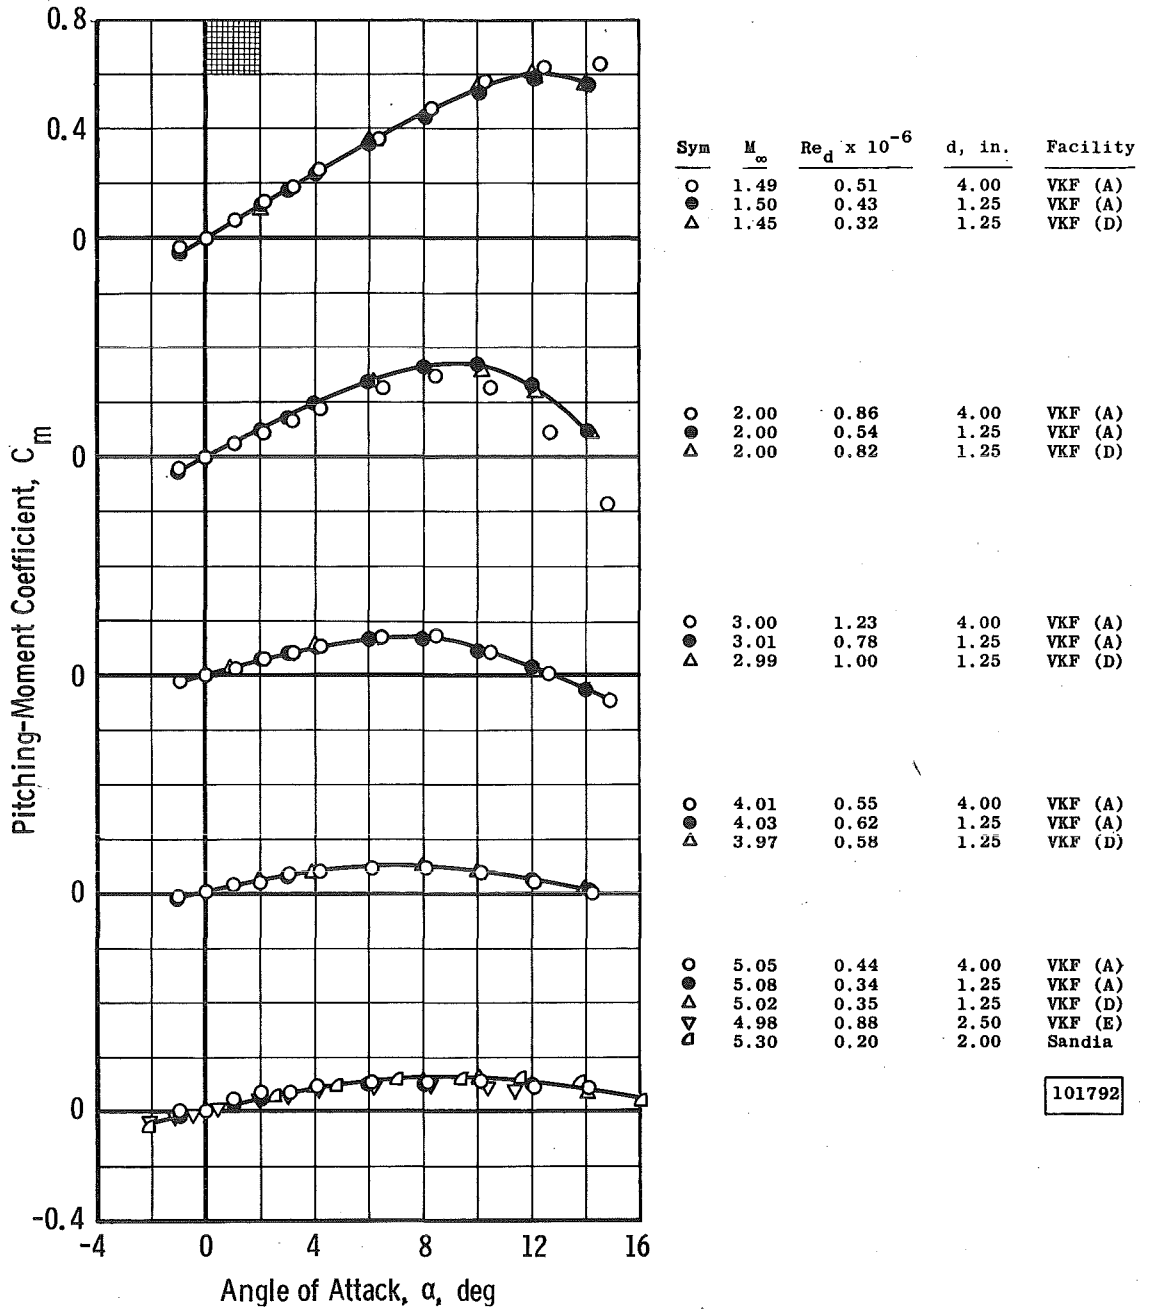 0.8
0.4
0
0
0
0
0
-0.4
-4 0 4 8 12 16
Pitching-Moment Coefficient, Cm
Angle of Attack, α, deg
Sym M∞ Red x 10-6 d, in. Facility
1.49 0.51 4.00 VKF (A)
1.50 0.43 1.25 VKF (A)
1.45 0.32 1.25 VKF (D)
2.00 0.86 4.00 VKF (A)
2.00 0.54 1.25 VKF (A)
2.00 0.82 1.25 VKF (D)
3.00 1.23 4.00 VKF (A)
3.01 0.78 1.25 VKF (A)
2.99 1.00 1.25 VKF (D)
4.01 0.55 4.00 VKF (A)
4.03 0.62 1.25 VKF (A)
3.97 0.58 1.25 VKF (D)
5.05 0.44 4.00 VKF (A)
5.08 0.34 1.25 VKF (A)
5.02 0.35 1.25 VKF (D)
4.98 0.88 2.50 VKF (E)
5.30 0.20 2.00 Sandia
101792